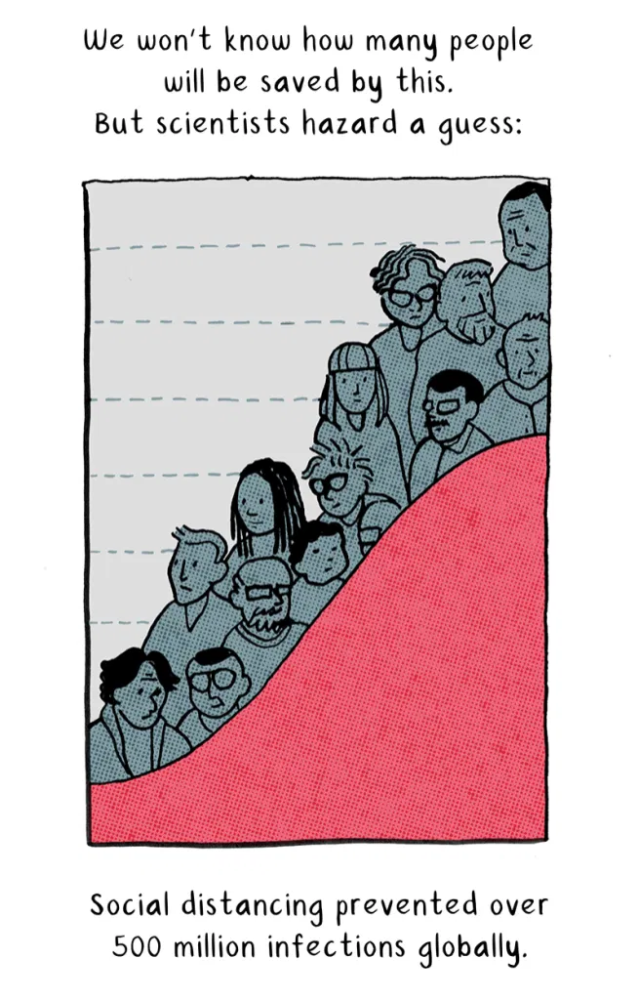 We won't know how many people
will be saved by this.
But scientists hazard a guess:
Social distancing prevented over
500 million infections globally.